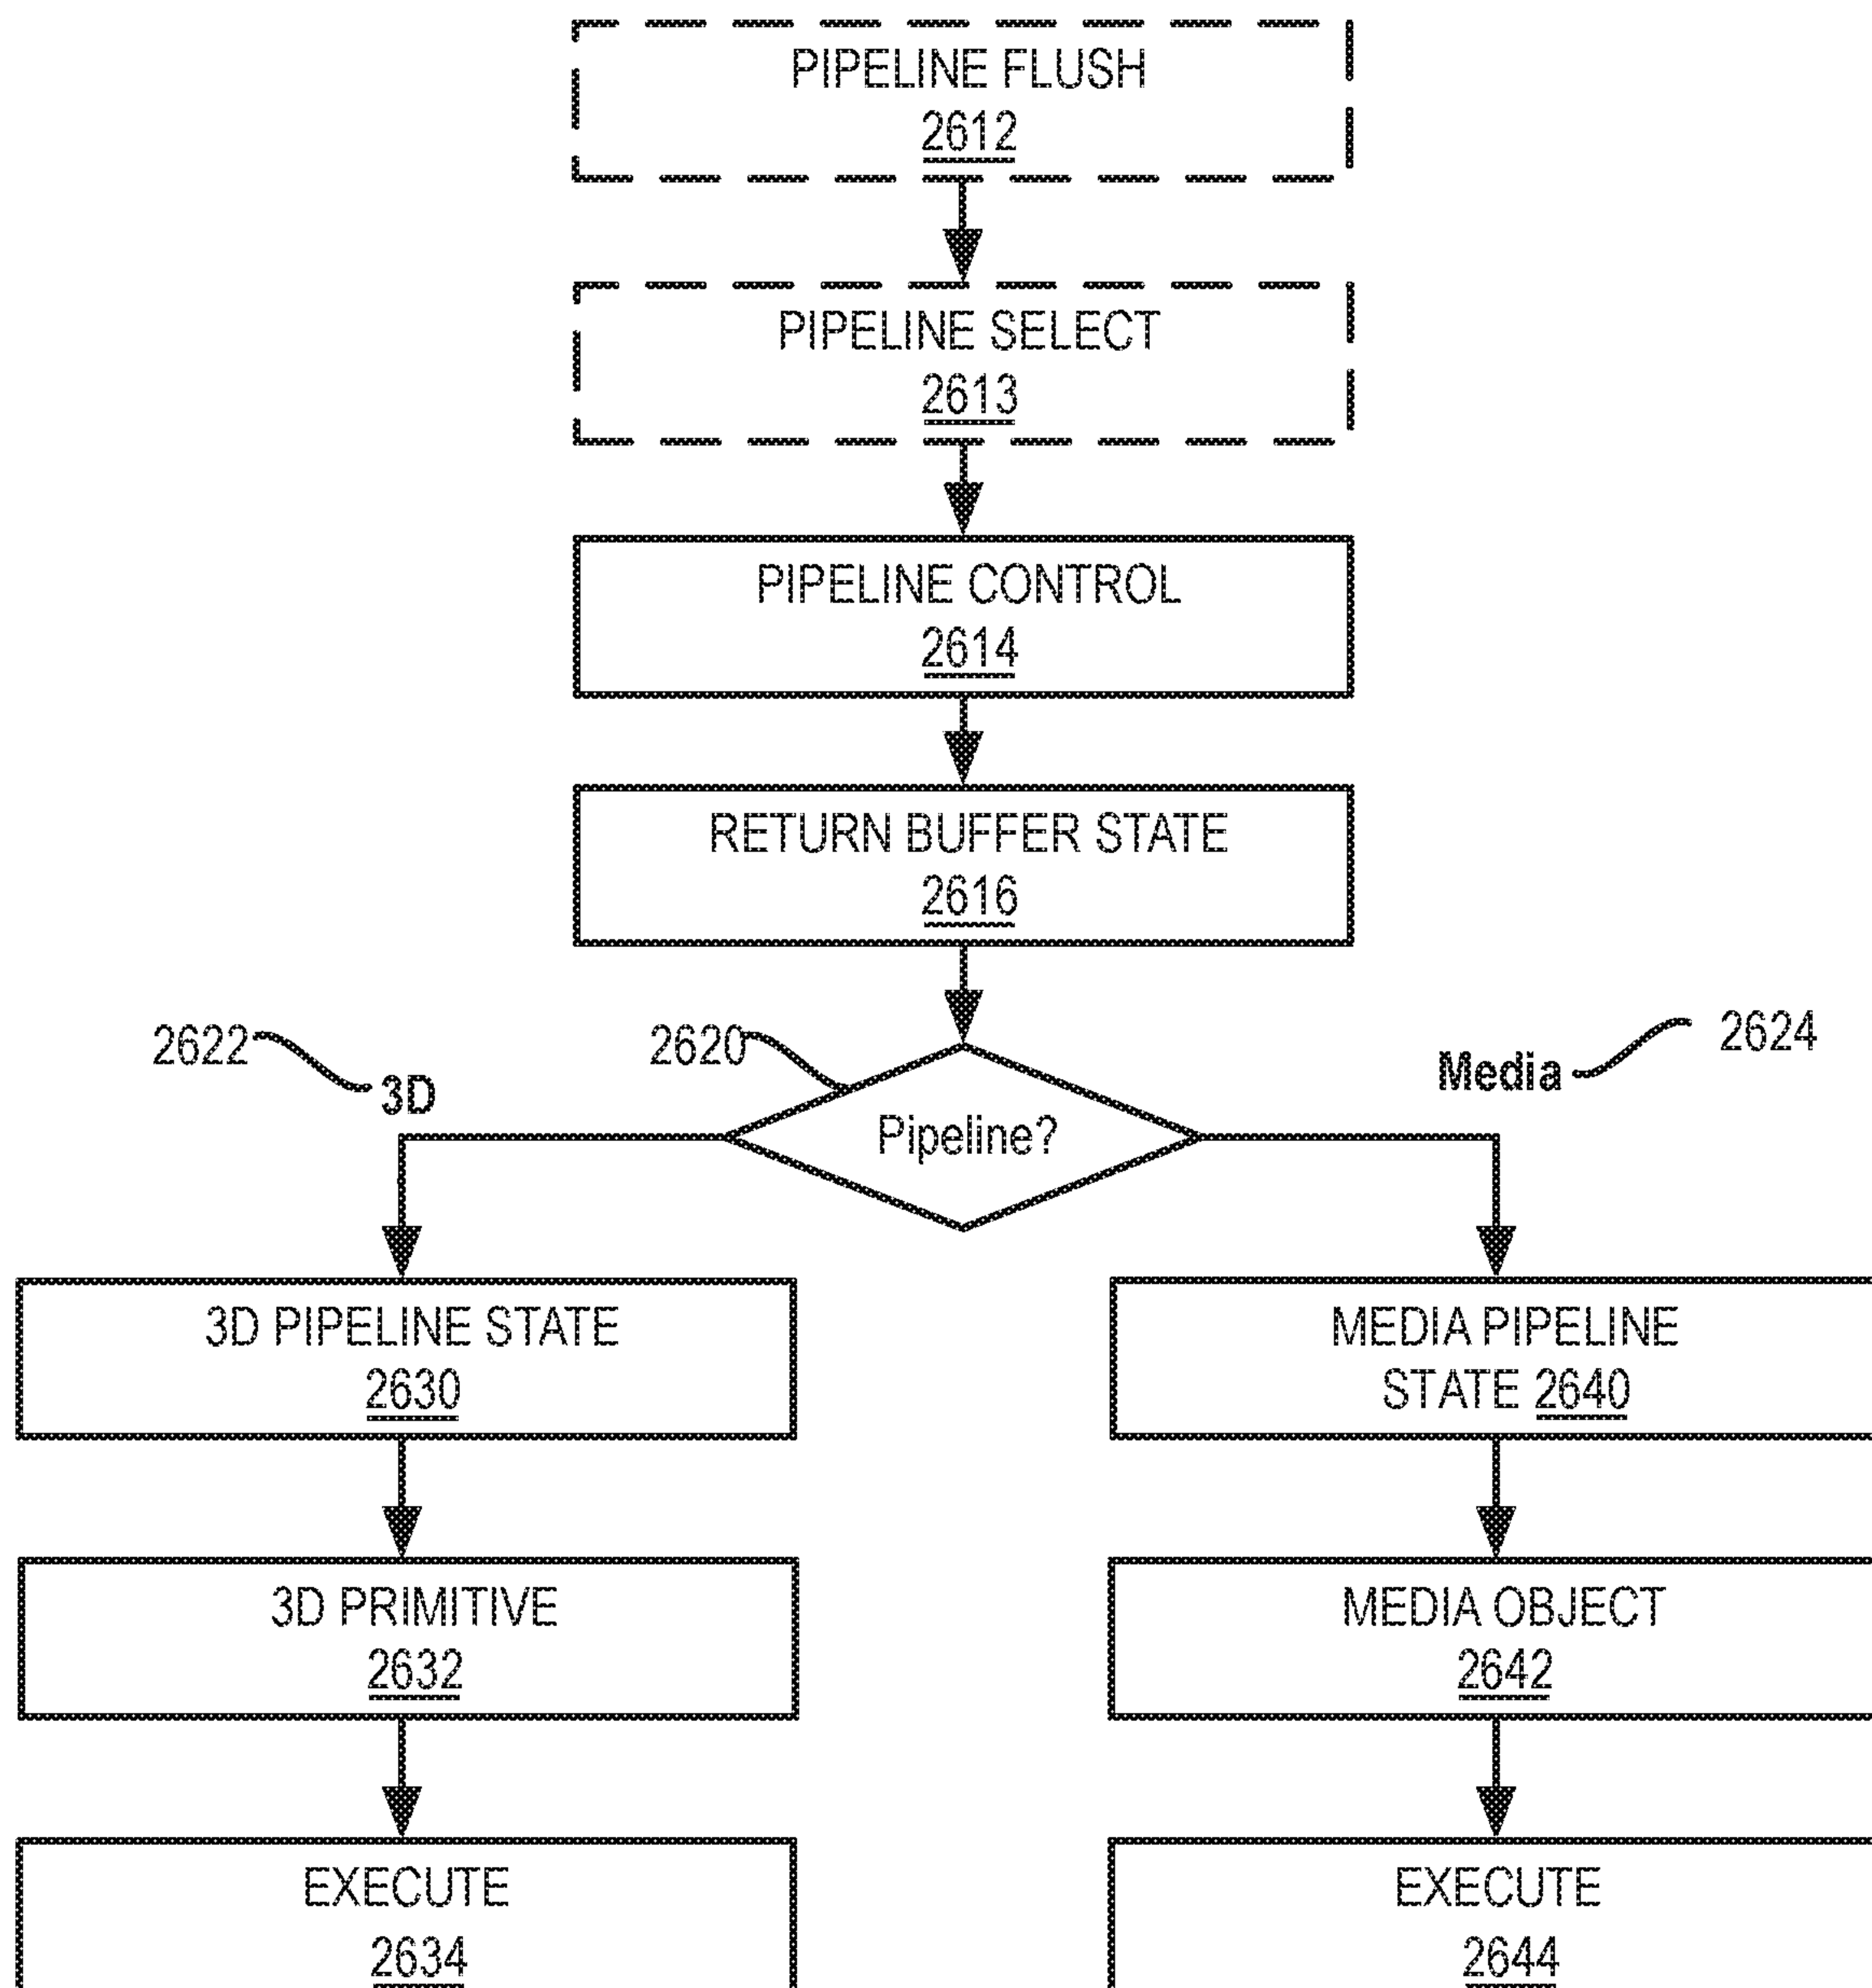 PIPELINE FLUSH
2612
PIPELINE SELECT
2613
PIPELINE CONTROL
2614
RETURN BUFFER STATE
2616
2622
3D
2620
Pipeline?
Media
2624
3D PIPELINE STATE
2630
MEDIA PIPELINE
STATE 2640
3D PRIMITIVE
2632
MEDIA OBJECT
2642
EXECUTE
2634
EXECUTE
2644